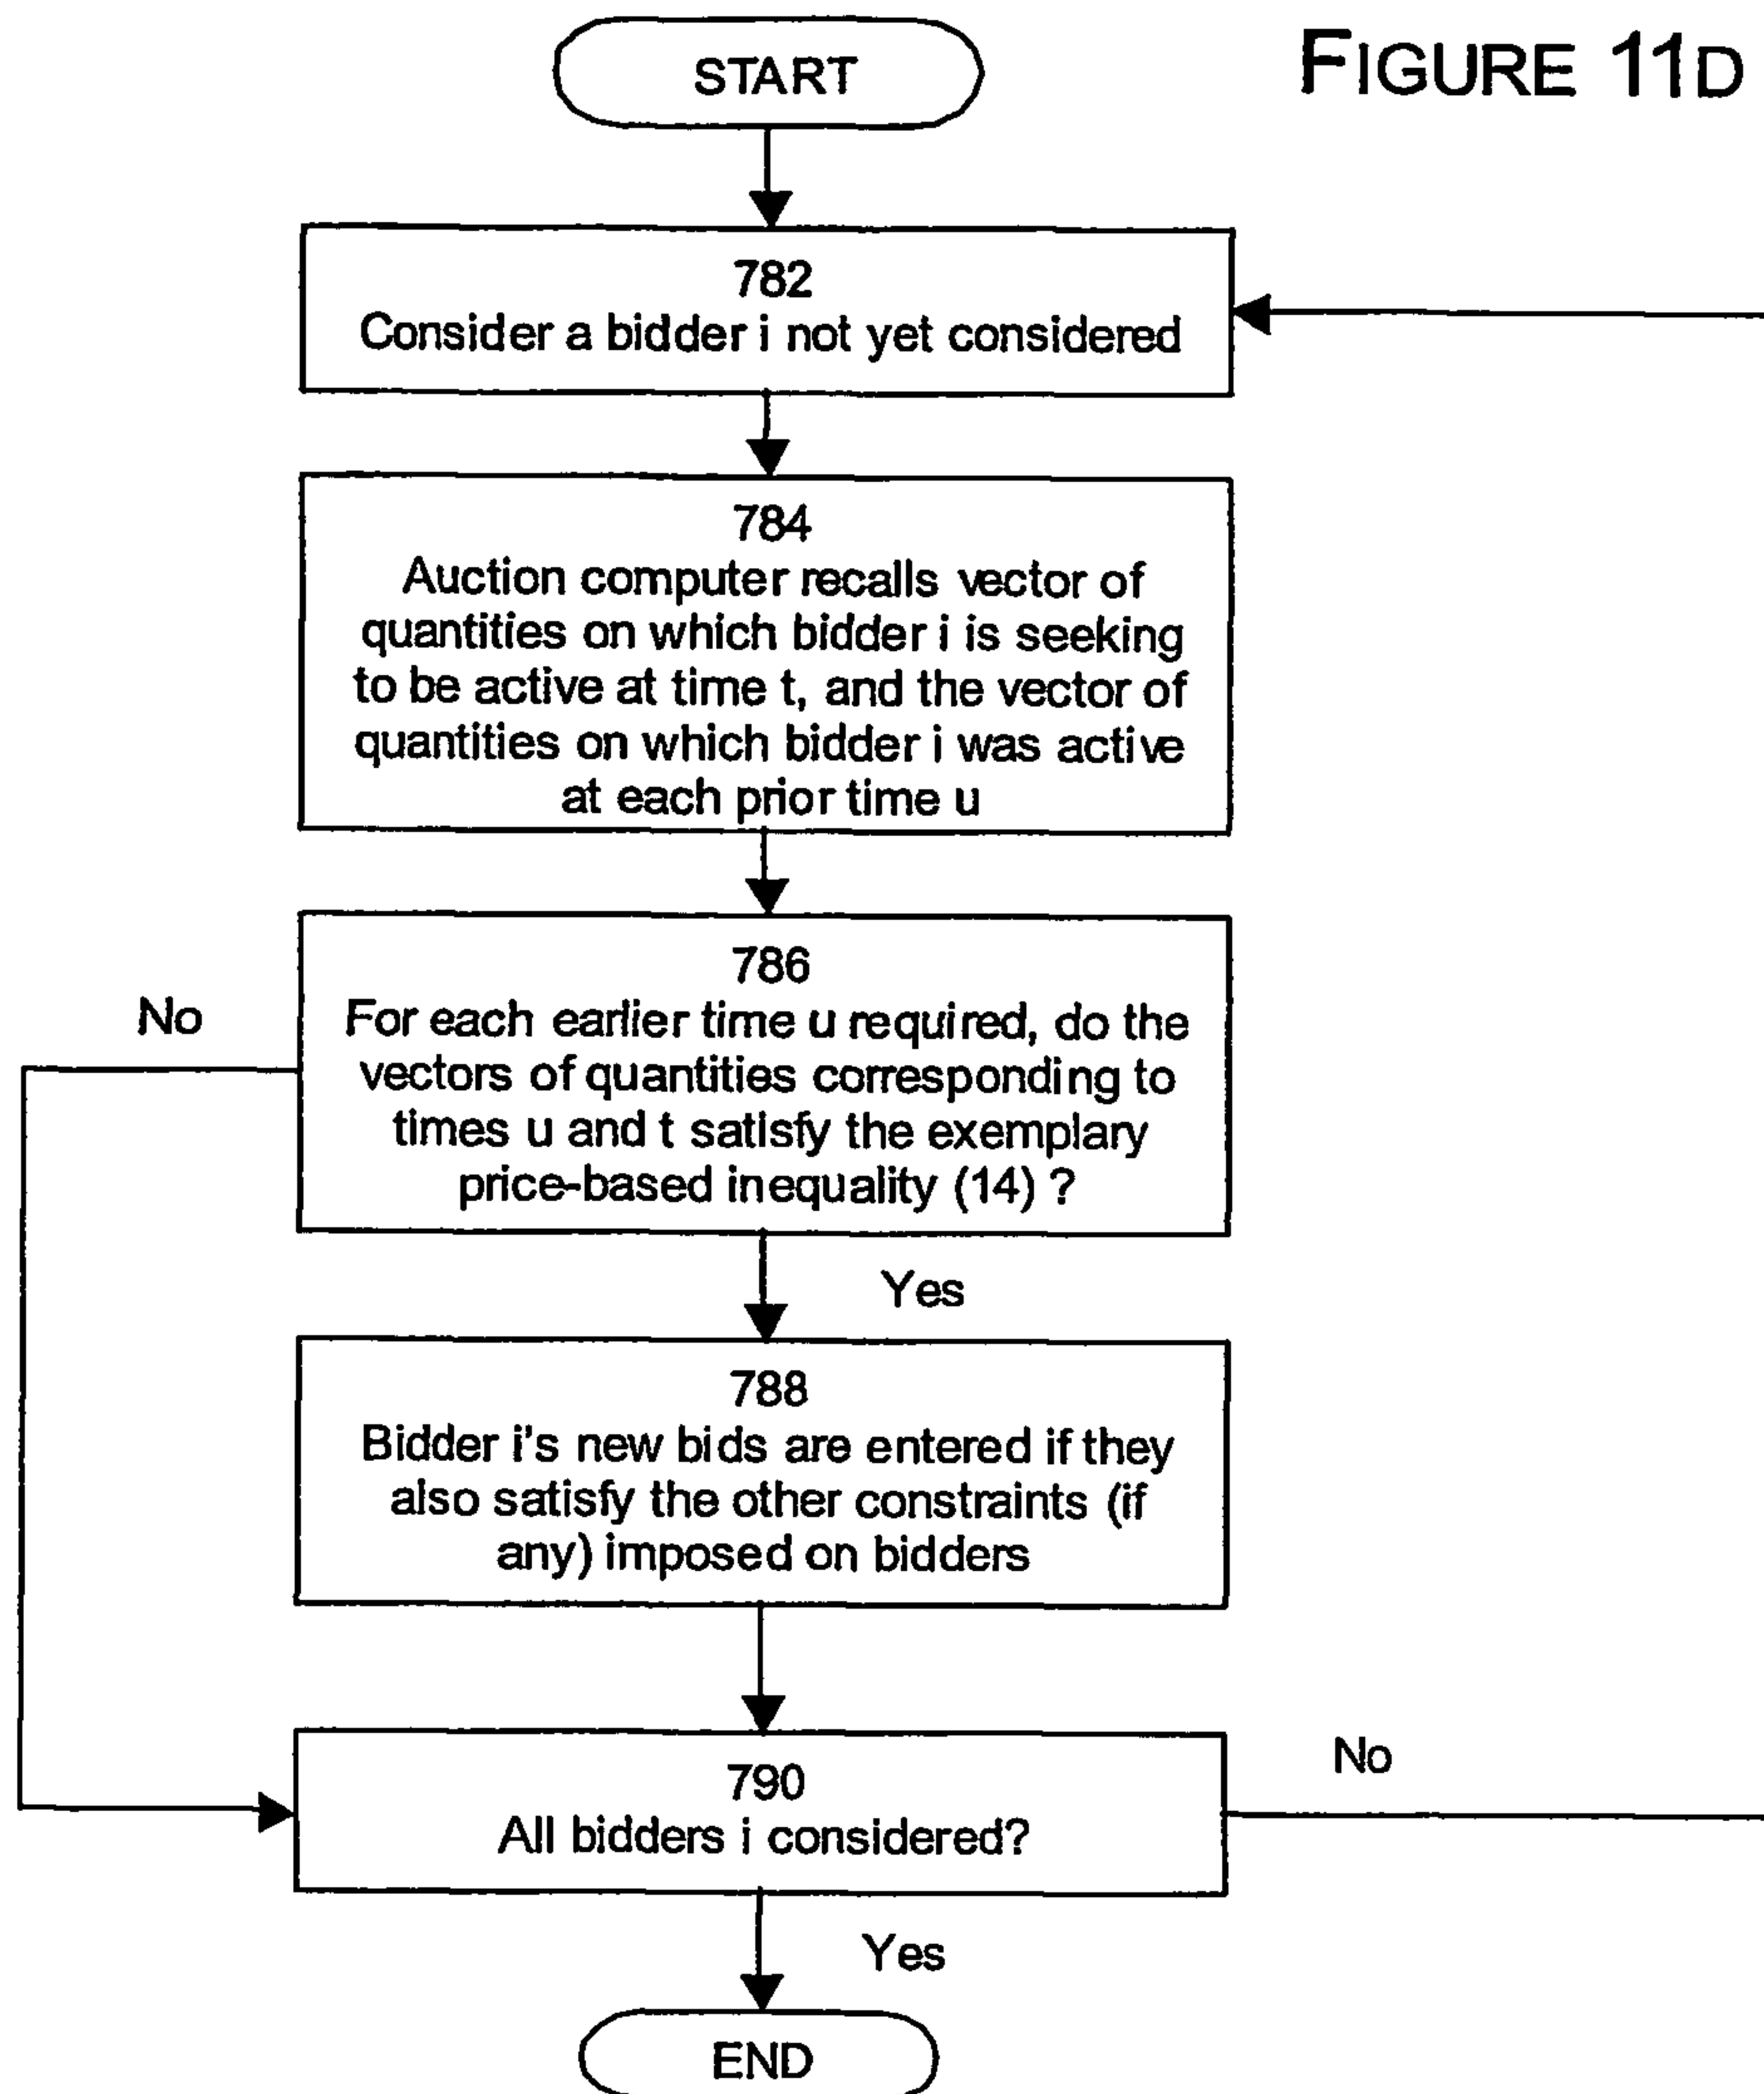 START
FIGURE 11D
782
Consider a bidder i not yet considered
784
Auction computer recalls vector of
quantities on which bidder i is seeking
to be active at time t, and the vector of
quantities on which bidder i was active
at each prior time u
786
For each earlier time u required, do the
vectors of quantities corresponding to
times u and t satisfy the exemplary
price-based inequality (14) ?
No
Yes
788
Bidder i's new bids are entered if they
also satisfy the other constraints (if
any) imposed on bidders
790
All bidders i considered?
No
Yes
END